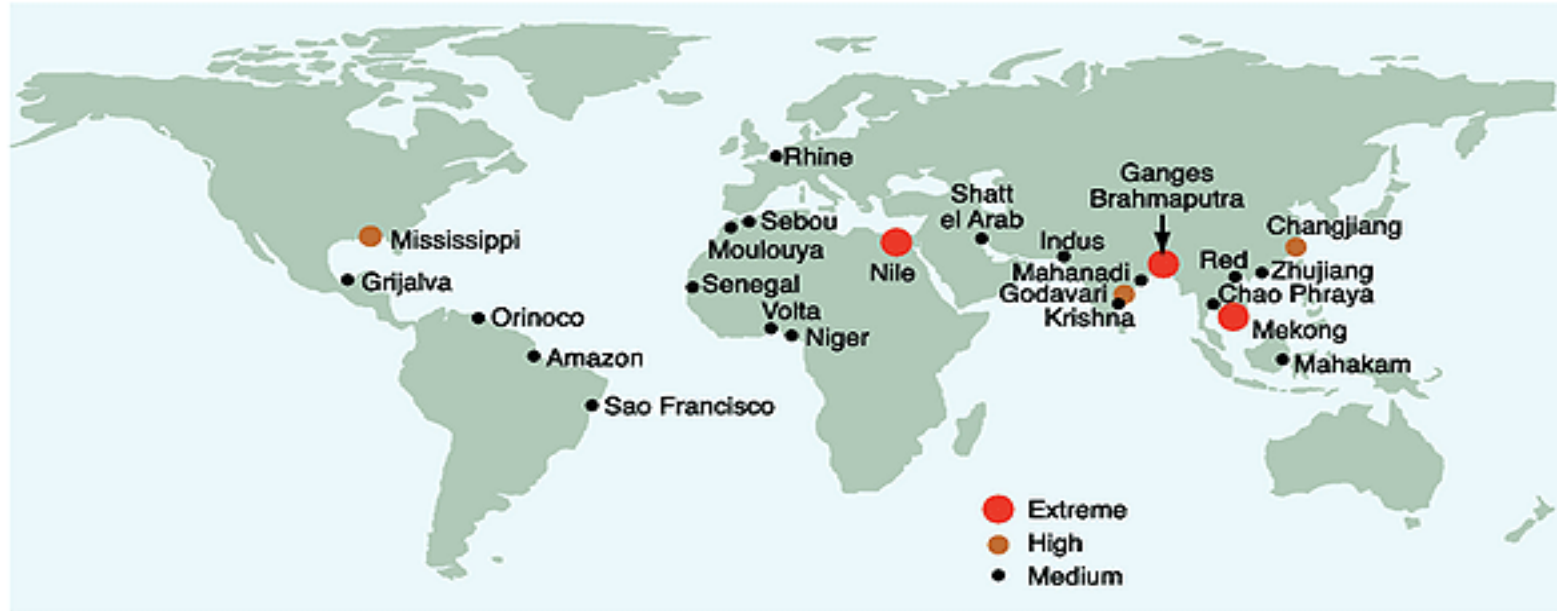 Rhine
Ganges
Brahmaputra
Shatt
el Arab
Sebou
Moulouya
Mississippi
Nile
Indus
Changjiang
Red
Zhujiang
Mahanadi
Godavari
Krishna
Chao Phraya
Mekong
Mahakam
Grijalva
Senegal
Volta
Niger
Orinoco
Amazon
Sao Francisco
Extreme
High
Medium